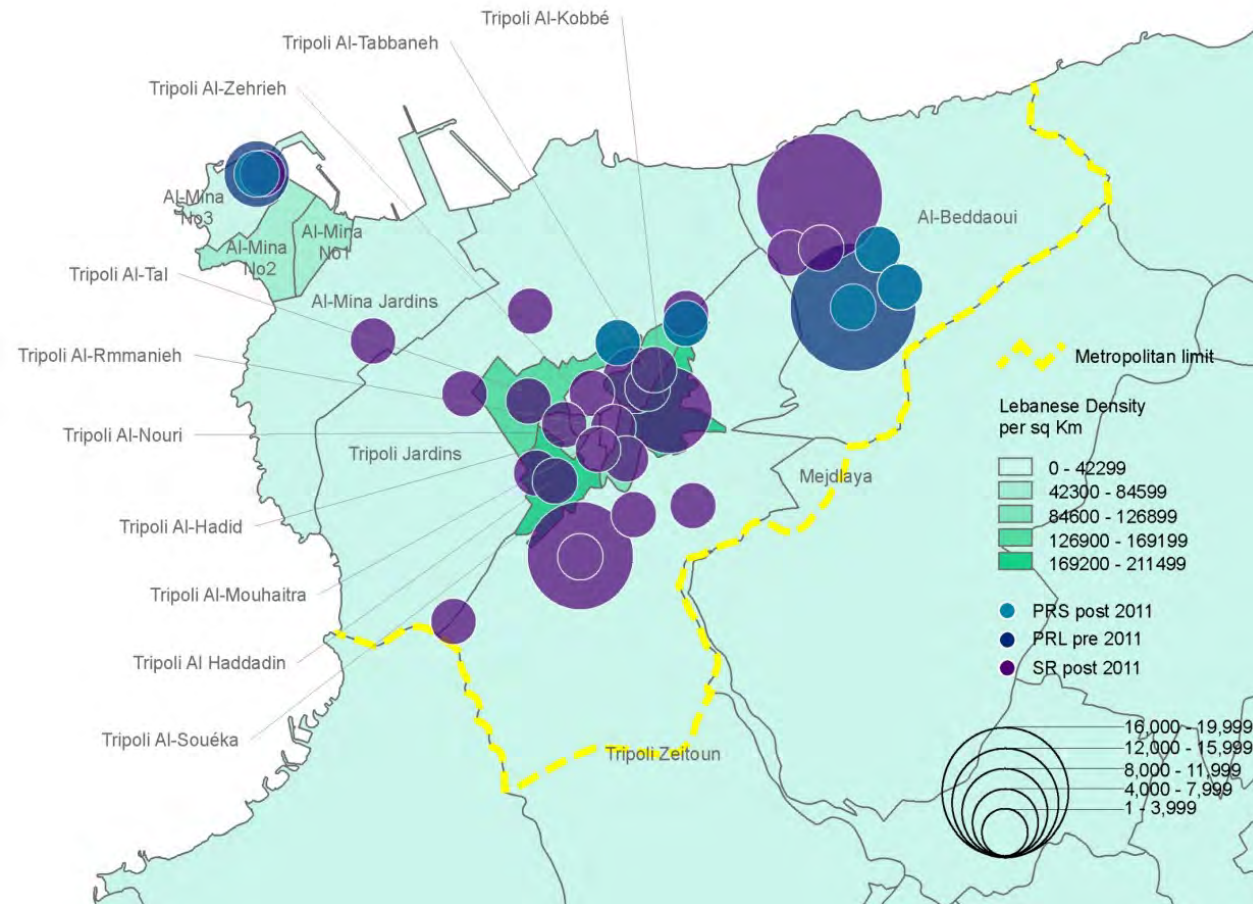 Tripoli Al-Kobbé
Tripoli Al-Tabbaneh
Tripoli Al-Zehrieh
Al-Mina
No3
Al-Mina
No2
Al-Mina
No1
Al-Beddaoui
Tripoli Al-Tal
Al-Mina Jardins
Tripoli Al-Rmmanieh
Tripoli Al-Nouri
Tripoli Jardins
Mejdlaya
Tripoli Al-Hadid
Tripoli Al-Mouhaitra
Tripoli Al Haddadin
Tripoli Al-Souéka
Tripoli Zeitoun
Metropolitan limit
Lebanese Density
per sq Km
0 - 42299
42300 - 84599
84600 - 126899
126900 - 169199
169200 - 211499
PRS post 2011
PRL pre 2011
SR post 2011
16,000 - 19,999
12,000 - 15,999
8,000 - 11,999
4,000 - 7,999
1 - 3,999